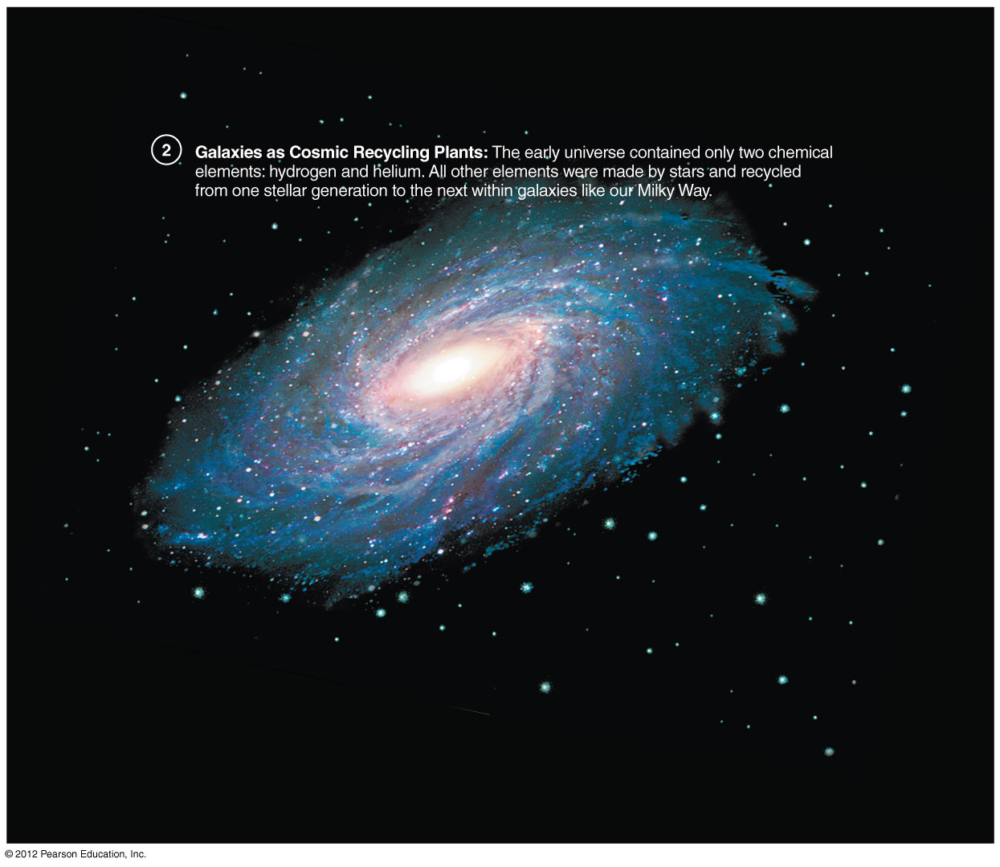 2 Galaxies as Cosmic Recycling Plants: The early universe contained only two chemical
elements: hydrogen and helium. All other elements were made by stars and recycled
from one stellar generation to the next within galaxies like our Milky Way.
© 2012 Pearson Education, Inc.